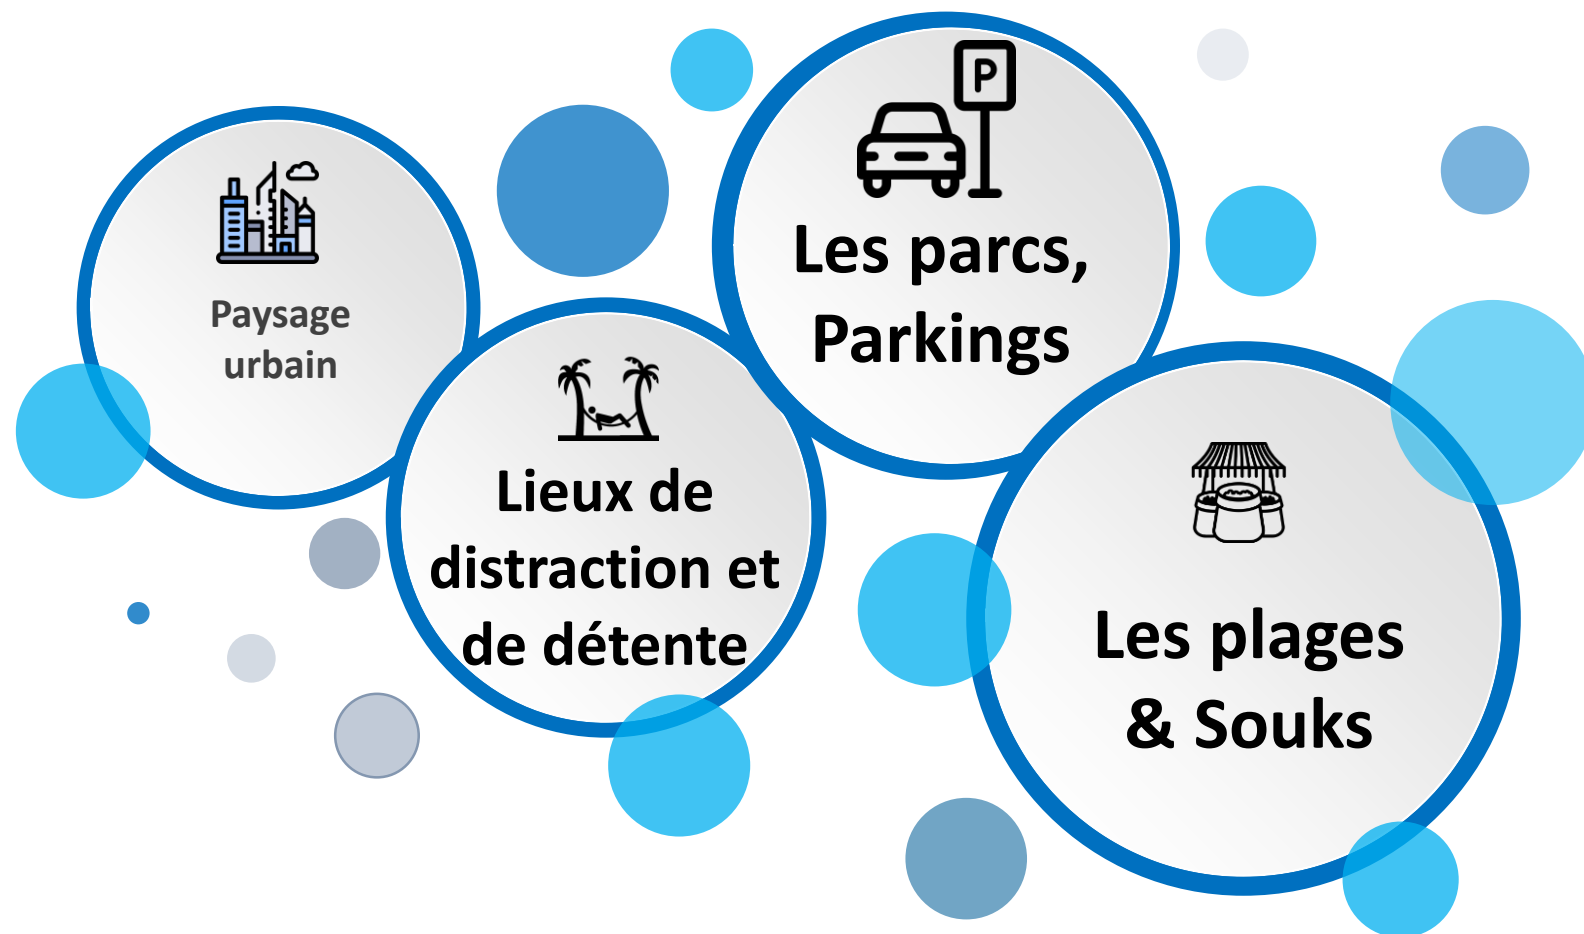 Paysage
urbain
Lieux de
distraction et
de détente
P
Les parcs,
Parkings
Les plages
& Souks